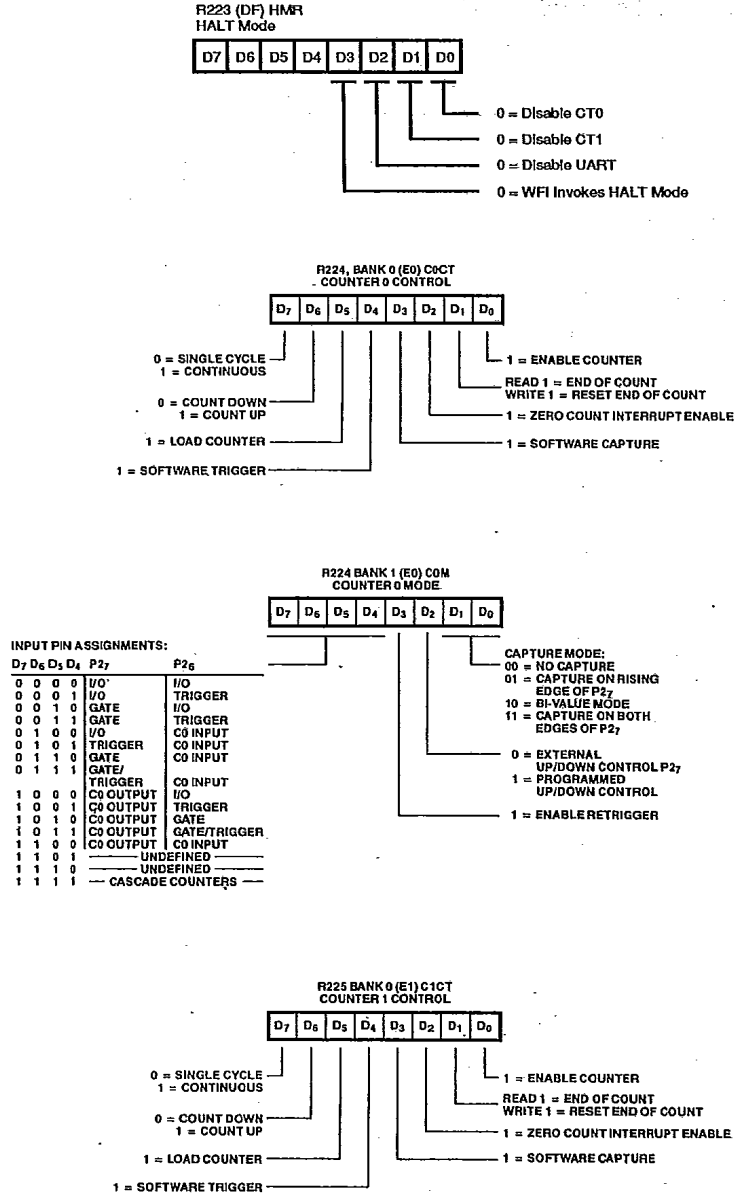 R223 (DF) HMR
HALT Mode
D7 D6 D5 D4 D3 D2 D1 D0
0 = Disable CT0
0 = Disable CT1
0 = Disable UART
0 = WFI Invokes HALT Mode
R224, BANK 0 (E0) C0CT
COUNTER 0 CONTROL
D7 D6 D5 D4 D3 D2 D1 D0
0 = SINGLE CYCLE
1 = CONTINUOUS
0 = COUNT DOWN
1 = COUNT UP
1 = LOAD COUNTER
1 = SOFTWARE TRIGGER
1 = ENABLE COUNTER
READ 1 = END OF COUNT
WRITE 1 = RESET END OF COUNT
1 = ZERO COUNT INTERRUPT ENABLE
1 = SOFTWARE CAPTURE
R224 BANK 1 (E0) C0M
COUNTER 0 MODE
D7 D6 D5 D4 D3 D2 D1 D0
INPUT PIN ASSIGNMENTS:
D7 D6 D5 D4 P27 P26
0 0 0 0 I/O I/O
0 0 0 1 I/O TRIGGER
0 0 1 0 GATE I/O
0 0 1 1 GATE TRIGGER
0 1 0 0 I/O C0 INPUT
0 1 0 1 TRIGGER C0 INPUT
0 1 1 0 GATE C0 INPUT
0 1 1 1 GATE/
TRIGGER C0 INPUT
1 0 0 0 C0 OUTPUT I/O
1 0 0 1 C0 OUTPUT TRIGGER
1 0 1 0 C0 OUTPUT GATE
1 0 1 1 C0 OUTPUT GATE/TRIGGER
1 1 0 0 C0 OUTPUT C0 INPUT
1 1 0 1 UNDEFINED
1 1 1 0 UNDEFINED
1 1 1 1 CASCADE COUNTERS
CAPTURE MODE:
00 = NO CAPTURE
01 = CAPTURE ON RISING
EDGE OF P27
10 = BI-VALUE MODE
11 = CAPTURE ON BOTH
EDGES OF P27
0 = EXTERNAL
UP/DOWN CONTROL P27
1 = PROGRAMMED
UP/DOWN CONTROL
1 = ENABLE RETRIGGER
R225 BANK 0 (E1) C1CT
COUNTER 1 CONTROL
D7 D6 D5 D4 D3 D2 D1 D0
0 = SINGLE CYCLE
1 = CONTINUOUS
0 = COUNT DOWN
1 = COUNT UP
1 = LOAD COUNTER
1 = SOFTWARE TRIGGER
1 = ENABLE COUNTER
READ 1 = END OF COUNT
WRITE 1 = RESET END OF COUNT
1 = ZERO COUNT INTERRUPT ENABLE
1 = SOFTWARE CAPTURE